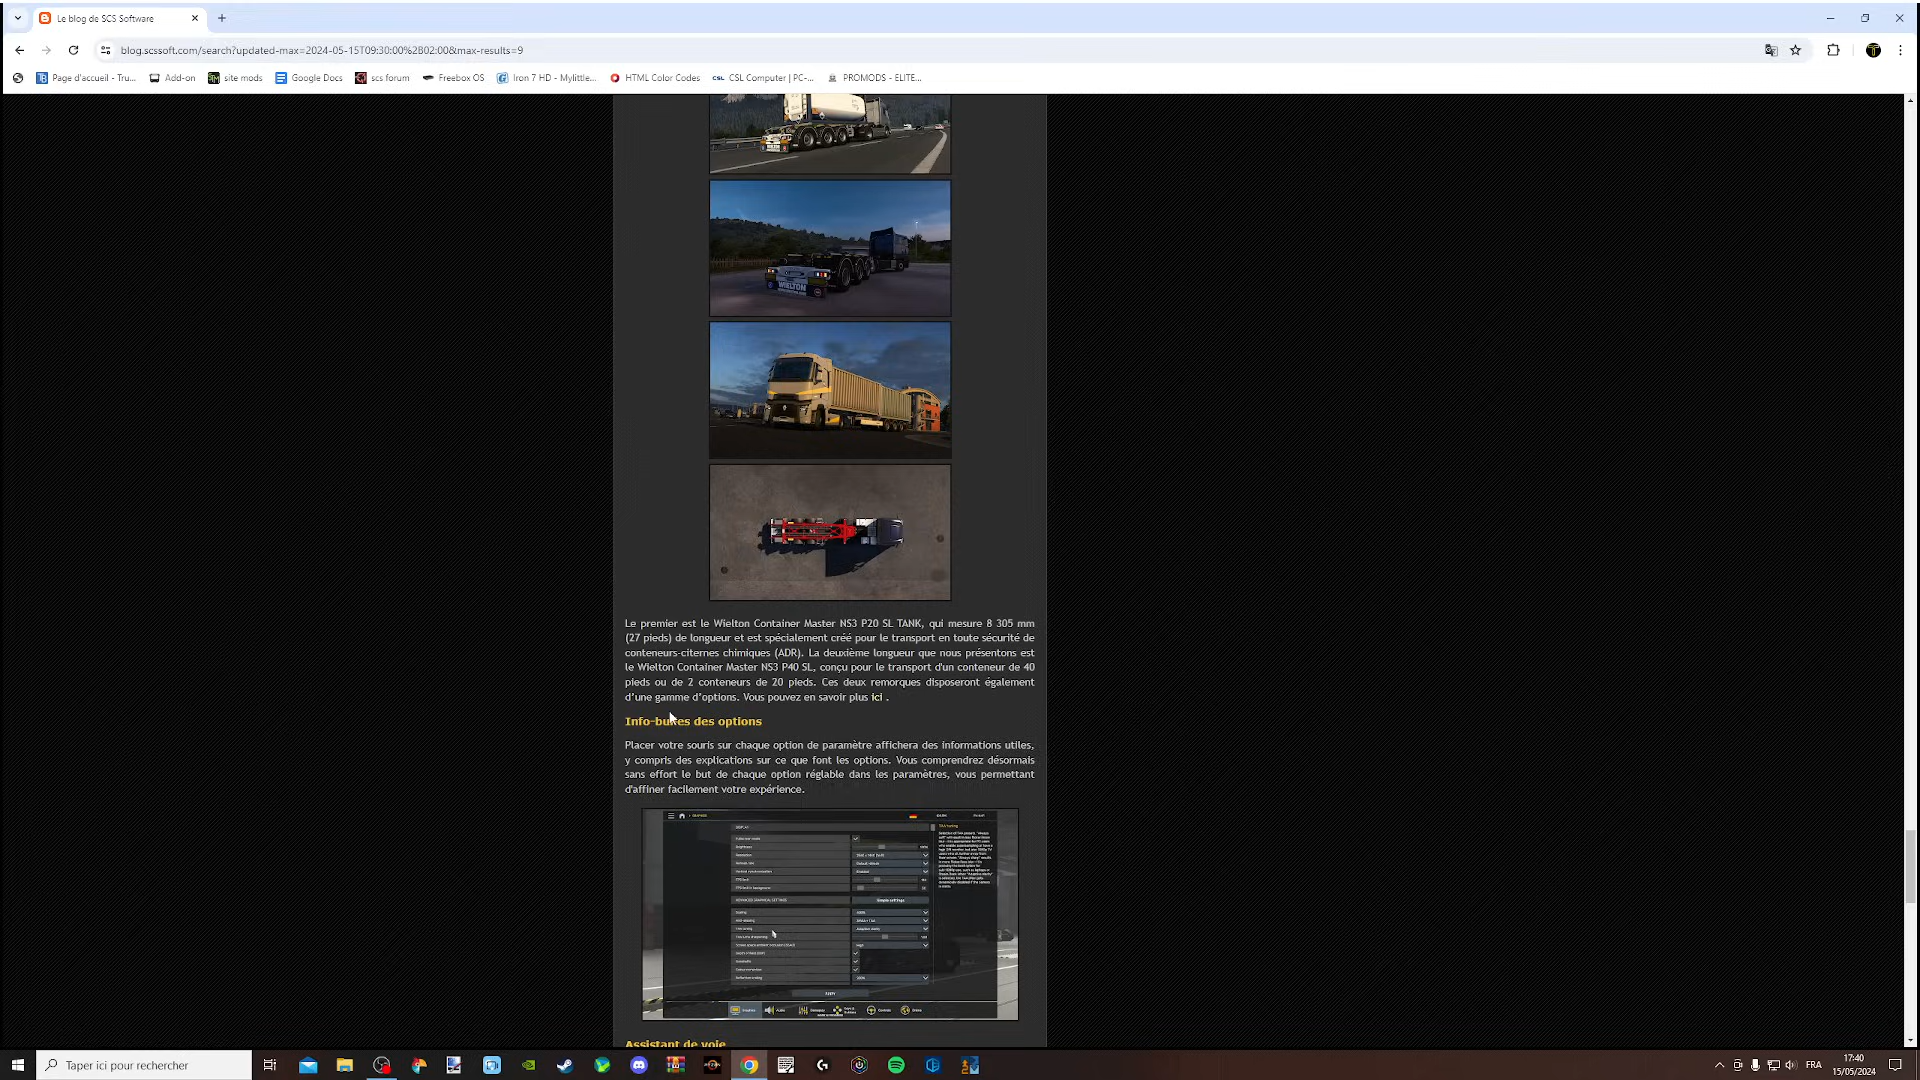 Le blog de SCS Software
blog.scssoft.com/search?updated-max=2024-05-15T09:30:00%2B02:00&max-results=9
Page d'accueil - Tru...
Add-on
site mods
Google Docs
scs forum
Freebox OS
Iron 7 HD - Mylittle...
HTML Color Codes
CSL Computer | PC-...
PROMODS - ELITE...
WIELTON
Le premier est le Wielton Container Master NS3 P20 SL TANK, qui mesure 8 305 mm
(27 pieds) de longueur et est spécialement créé pour le transport en toute sécurité de
conteneurs-citernes chimiques (ADR). La deuxième longueur que nous présentons est
le Wielton Container Master NS3 P40 SL, conçu pour le transport d'un conteneur de 40
pieds ou de 2 conteneurs de 20 pieds. Ces deux remorques disposeront également
d'une gamme d'options. Vous pouvez en savoir plus ici .
Info-bulles des options
Placer votre souris sur chaque option de paramètre affichera des informations utiles,
y compris des explications sur ce que font les options. Vous comprendrez désormais
sans effort le but de chaque option réglable dans les paramètres, vous permettant
d'affiner facilement votre expérience.
Assistant de voie
Taper ici pour rechercher
FRA
17:40
15/05/2024